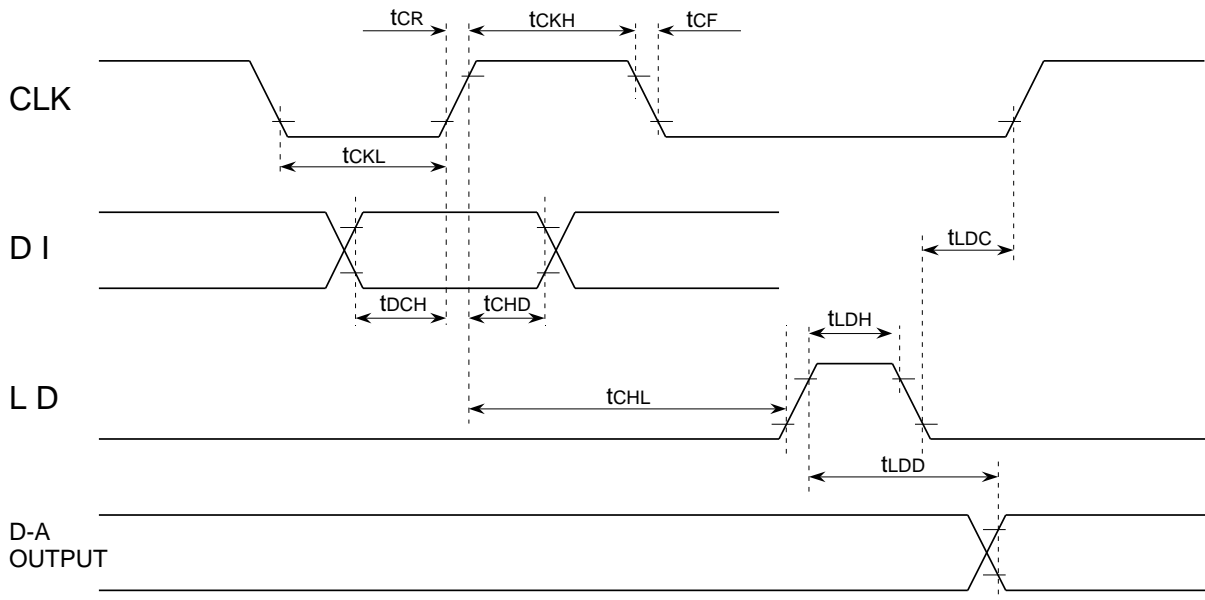 tCR
tCKH
tCF
CLK
tCKL
D I
tLDC
tDCH
tCHD
tLDH
L D
tCHL
tLDD
D-A
OUTPUT